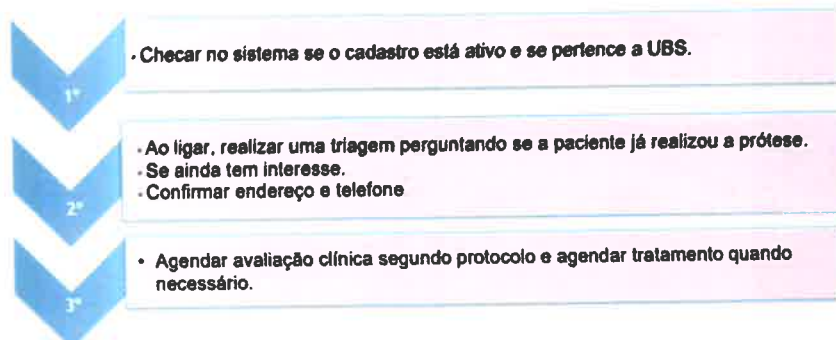 1º
• Checar no sistema se o cadastro está ativo e se pertence a UBS.
2º
• Ao ligar, realizar uma triagem perguntando se a paciente já realizou a prótese.
• Se ainda tem interesse.
• Confirmar endereço e telefone
3º
• Agendar avaliação clínica segundo protocolo e agendar tratamento quando
necessário.